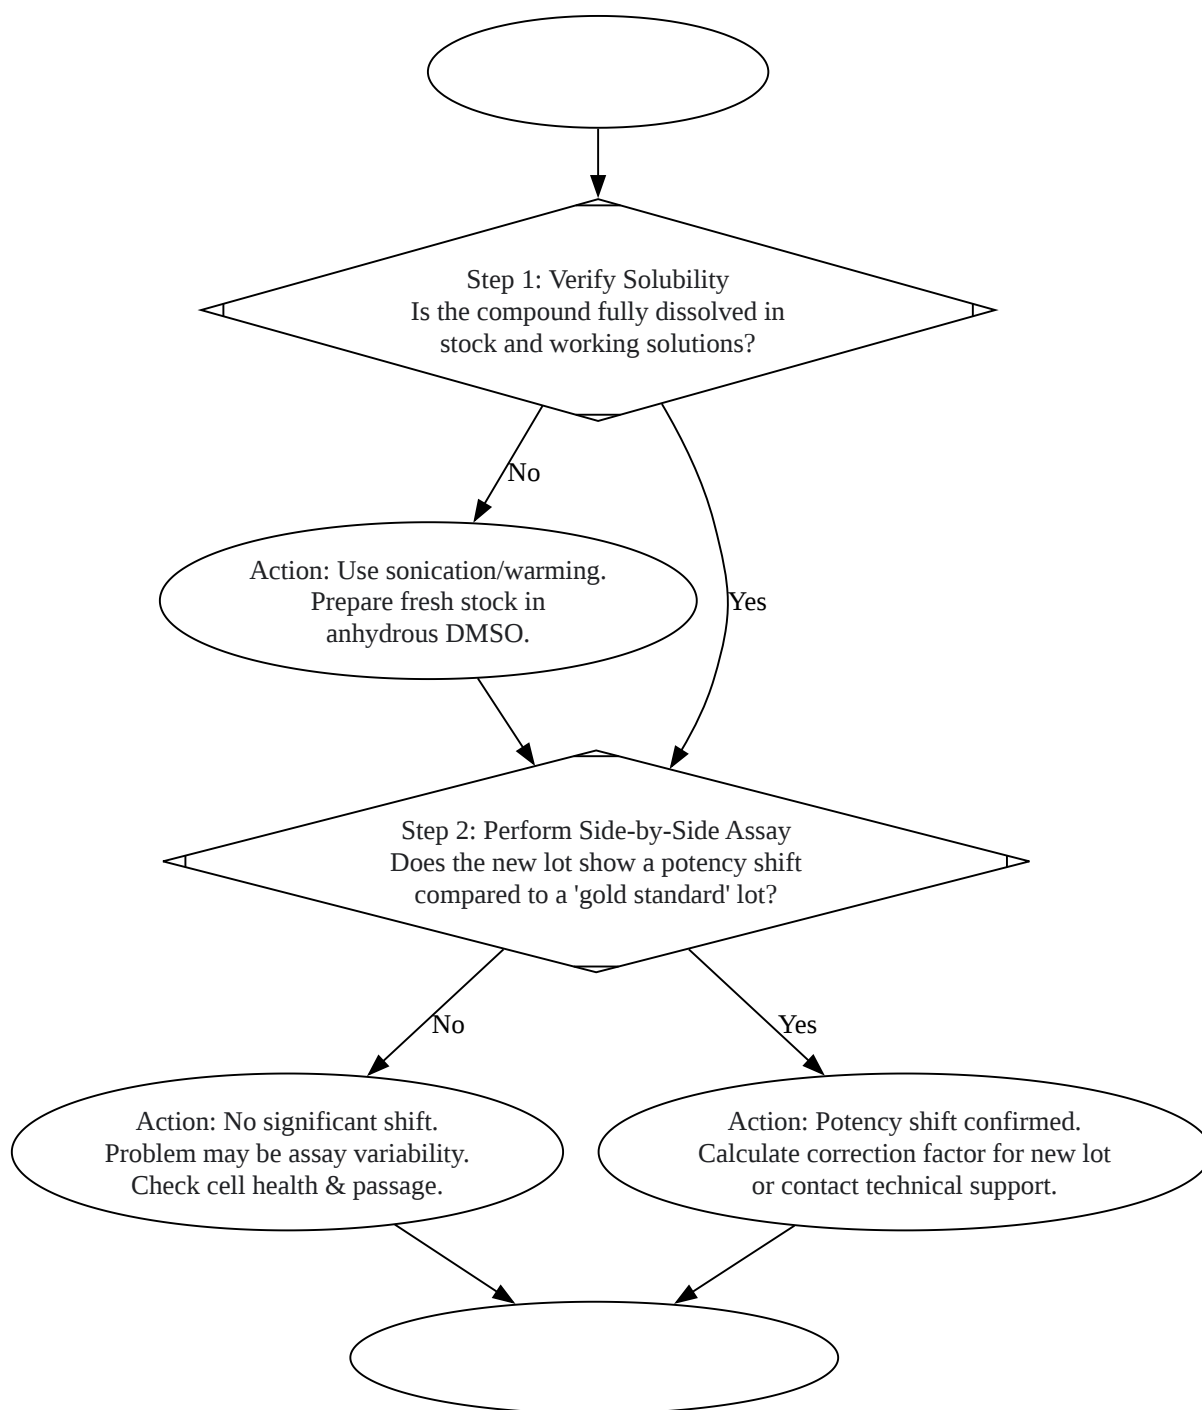 Step 1: Verify Solubility
Is the compound fully dissolved in
stock and working solutions?
No
Action: Use sonication/warming.
Prepare fresh stock in
anhydrous DMSO.
Yes
Step 2: Perform Side-by-Side Assay
Does the new lot show a potency shift
compared to a 'gold standard' lot?
No
Yes
Action: No significant shift.
Problem may be assay variability.
Check cell health & passage.
Action: Potency shift confirmed.
Calculate correction factor for new lot
or contact technical support.